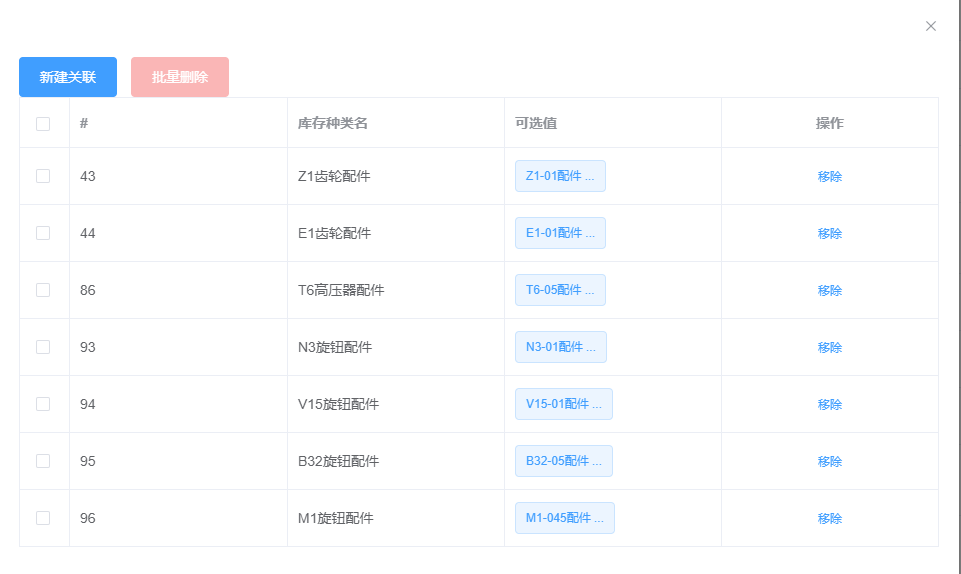 新建关联 批量删除
# 库存种类名 可选值 操作
43 Z1齿轮配件 Z1-01配件 ... 移除
44 E1齿轮配件 E1-01配件 ... 移除
86 T6高压器配件 T6-05配件 ... 移除
93 N3旋钮配件 N3-01配件 ... 移除
94 V15旋钮配件 V15-01配件 ... 移除
95 B32旋钮配件 B32-05配件 ... 移除
96 M1旋钮配件 M1-045配件 ... 移除